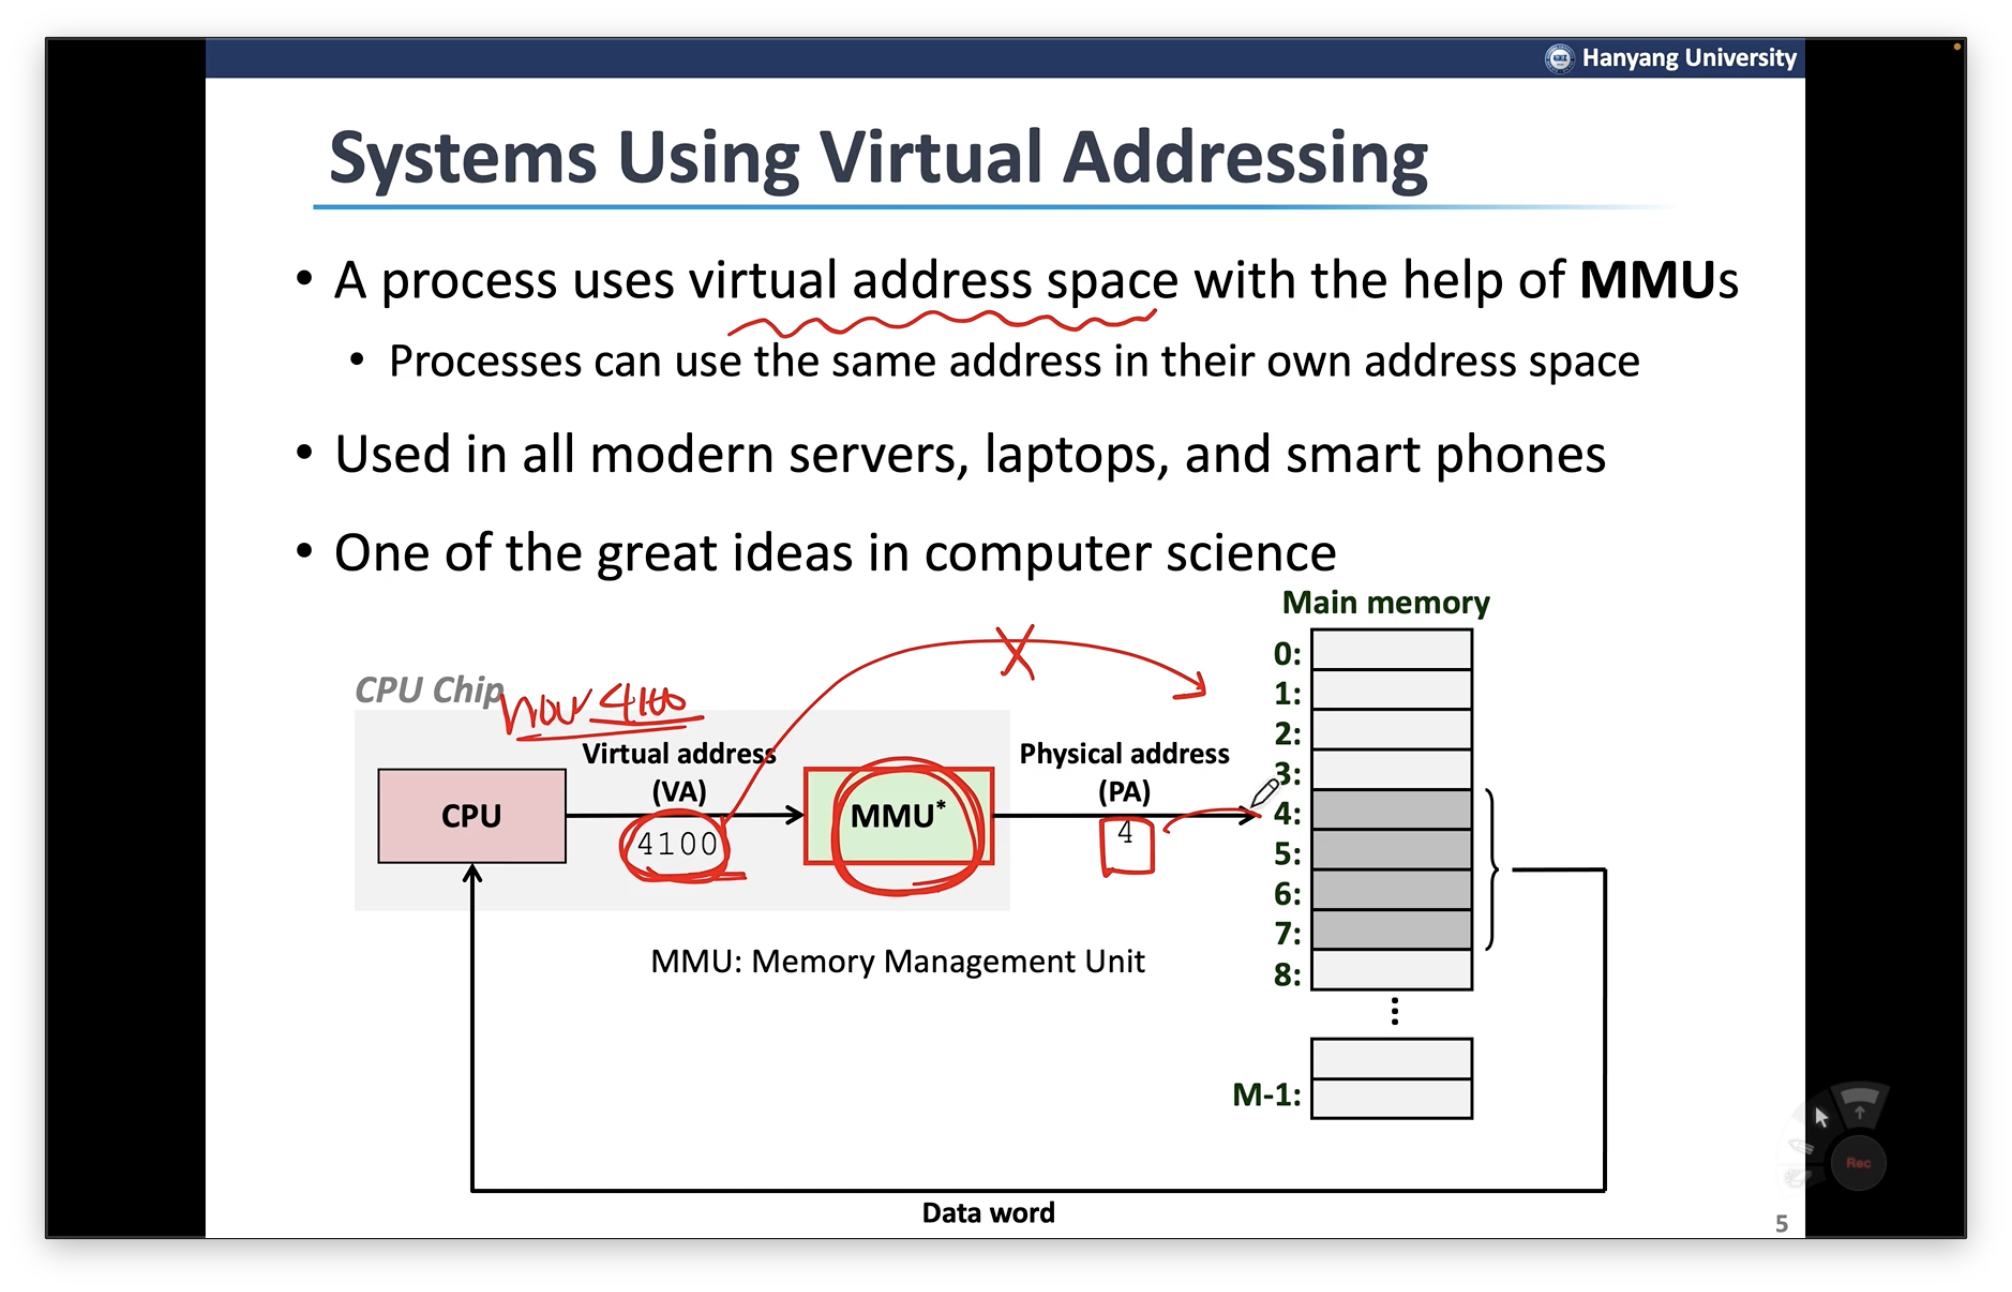 Hanyang University
Systems Using Virtual Addressing
• A process uses virtual address space with the help of MMUs
• Processes can use the same address in their own address space
• Used in all modern servers, laptops, and smart phones
• One of the great ideas in computer science
Main memory
CPU Chip
4100
Virtual address
(VA)
Physical address
(PA)
CPU
4100
MMU*
4
0:
1:
2:
3:
4:
5:
6:
7:
8:
M-1:
MMU: Memory Management Unit
Data word
Rec
5